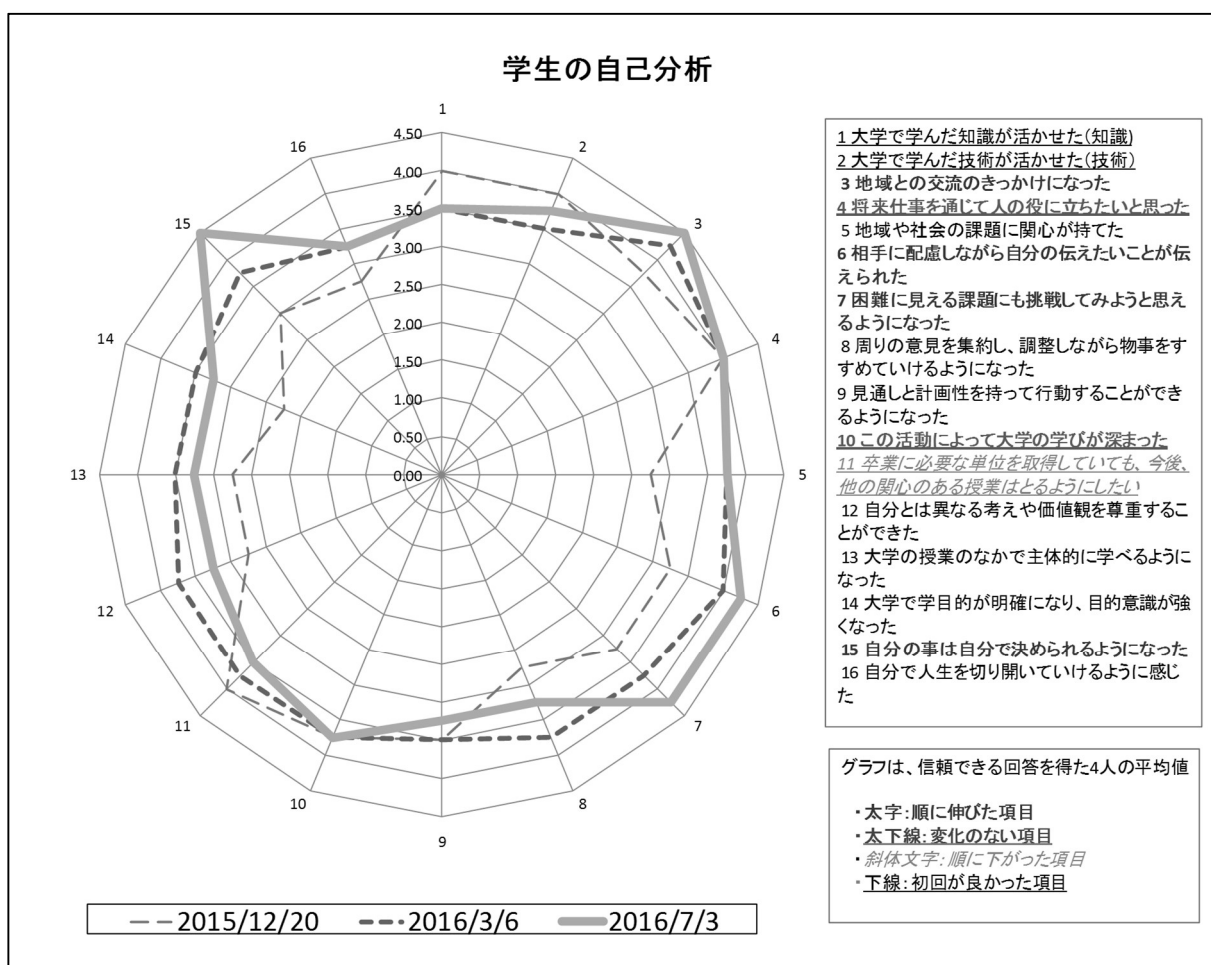 学生の自己分析
1
2
3
4
5
6
7
8
9
10
11
12
13
14
15
16
4.50
4.00
3.50
3.00
2.50
2.00
1.50
1.00
0.50
0.00
1 大学で学んだ知識が活かせた(知識)
2 大学で学んだ技術が活かせた(技術)
3 地域との交流のきっかけになった
4 将来仕事を通じて人の役に立ちたいと思った
5 地域や社会の課題に関心が持てた
6 相手に配慮しながら自分の伝えたいことが伝
えられた
7 困難に見える課題にも挑戦してみようと思え
るようになった
8 周りの意見を集約し、調整しながら物事をす
すめていけるようになった
9 見通しと計画性を持って行動することができ
るようになった
10 この活動によって大学の学びが深まった
11 卒業に必要な単位を取得していても、今後、
他の関心のある授業はとるようにしたい
12 自分とは異なる考えや価値観を尊重するこ
とができた
13 大学の授業のなかで主体的に学べるように
なった
14 大学で学目的が明確になり、目的意識が強
くなった
15 自分の事は自分で決められるようになった
16 自分で人生を切り開いていけるように感じ
た
グラフは、信頼できる回答を得た4人の平均値
・太字:順に伸びた項目
・太下線:変化のない項目
・斜体文字:順に下がった項目
・下線:初回が良かった項目
2015/12/20 2016/3/6 2016/7/3